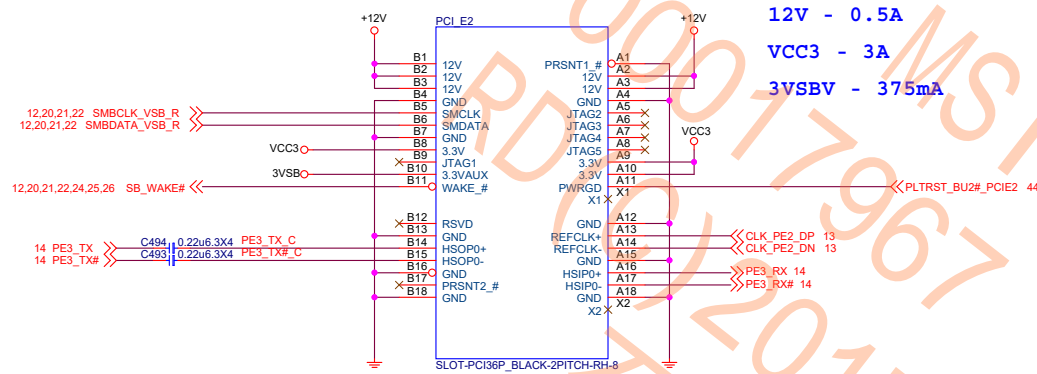 12V - 0.5A
VCC3 - 3A
3VSBV - 375mA
+12V
+12V
PCI_E2
B1 12V PRSNT1_# A1
B2 12V 12V A2
B3 12V 12V A3
B4 GND GND A4
12,20,21,22 SMBCLK_VSB_R B5 SMCLK JTAG2 A5
12,20,21,22 SMBDATA_VSB_R B6 SMDATA JTAG3 A6
B7 GND JTAG4 A7
VCC3 B8 3.3V JTAG5 A8
VCC3
B9 JTAG1 3.3V A9
3VSB B10 3.3VAUX 3.3V A10
12,20,21,22,24,25,26 SB_WAKE# B11 WAKE_# PWRGD A11 PLTRST_BU2#_PCIE2 44
X1 X1
B12 RSVD GND A12
B13 GND REFCLK+ A13 CLK_PE2_DP 13
14 PE3_TX C494 0.22u6.3X4 PE3_TX_C B14 HSOP0+ REFCLK- A14 CLK_PE2_DN 13
14 PE3_TX# C493 0.22u6.3X4 PE3_TX#_C B15 HSOP0- GND A15
B16 GND HSIP0+ A16 PE3_RX 14
B17 PRSNT2_# HSIP0- A17 PE3_RX# 14
B18 GND GND A18
X2 X2
SLOT-PCI36P_BLACK-2PITCH-RH-8
MSI
00017967
RD(C)